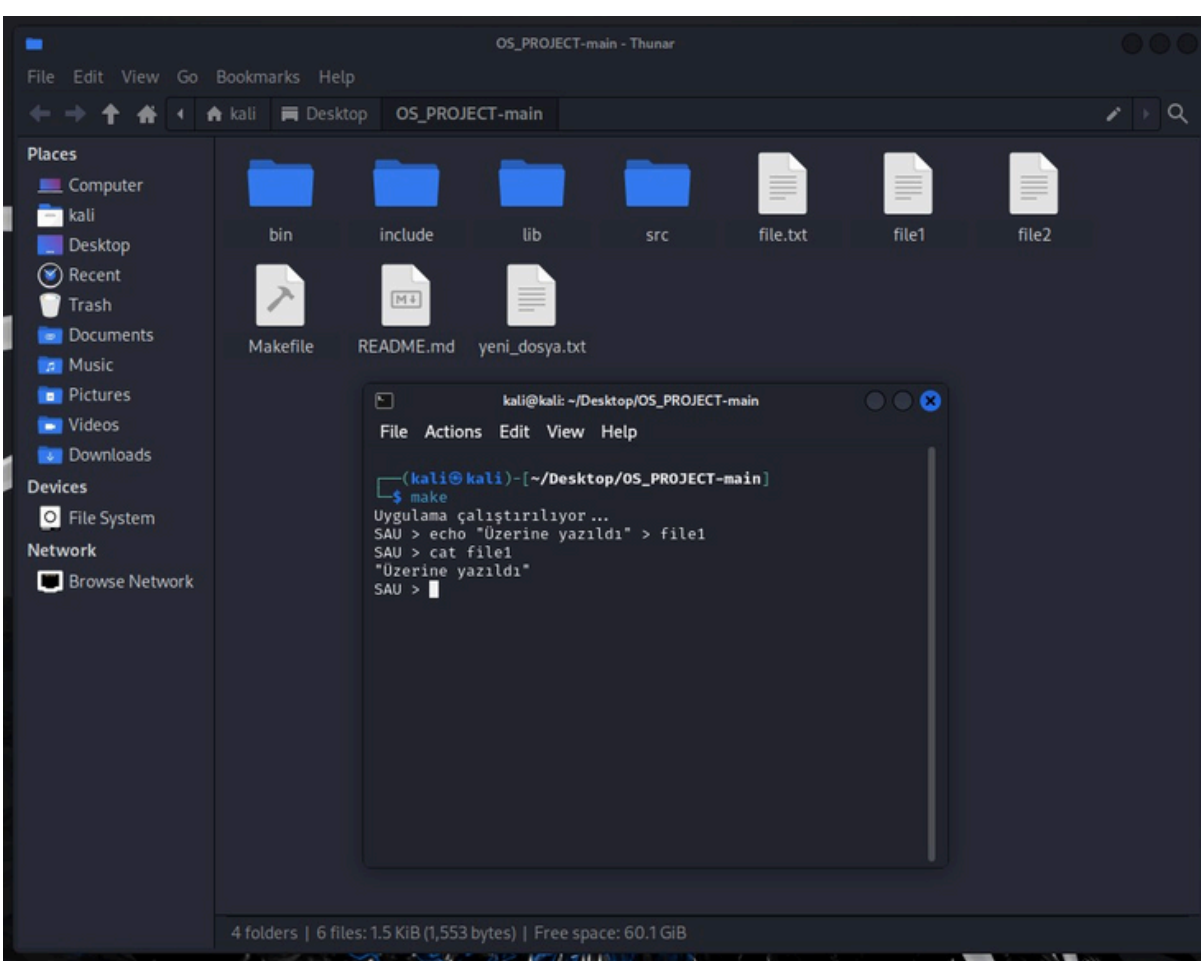 OS_PROJECT-main - Thunar
File Edit View Go Bookmarks Help
kali Desktop OS_PROJECT-main
Places
Computer
kali
Desktop
Recent
Trash
Documents
Music
Pictures
Videos
Downloads
Devices
File System
Network
Browse Network
bin include lib src file.txt file1 file2
Makefile README.md yeni_dosya.txt
kali@kali: ~/Desktop/OS_PROJECT-main
File Actions Edit View Help
(kali㉿kali)-[~/Desktop/OS_PROJECT-main]
$ make
Uygulama çalıştırılıyor...
SAU > echo "Üzerine yazıldı" > file1
SAU > cat file1
"Üzerine yazıldı"
SAU >
4 folders | 6 files: 1.5 KiB (1,553 bytes) | Free space: 60.1 GiB